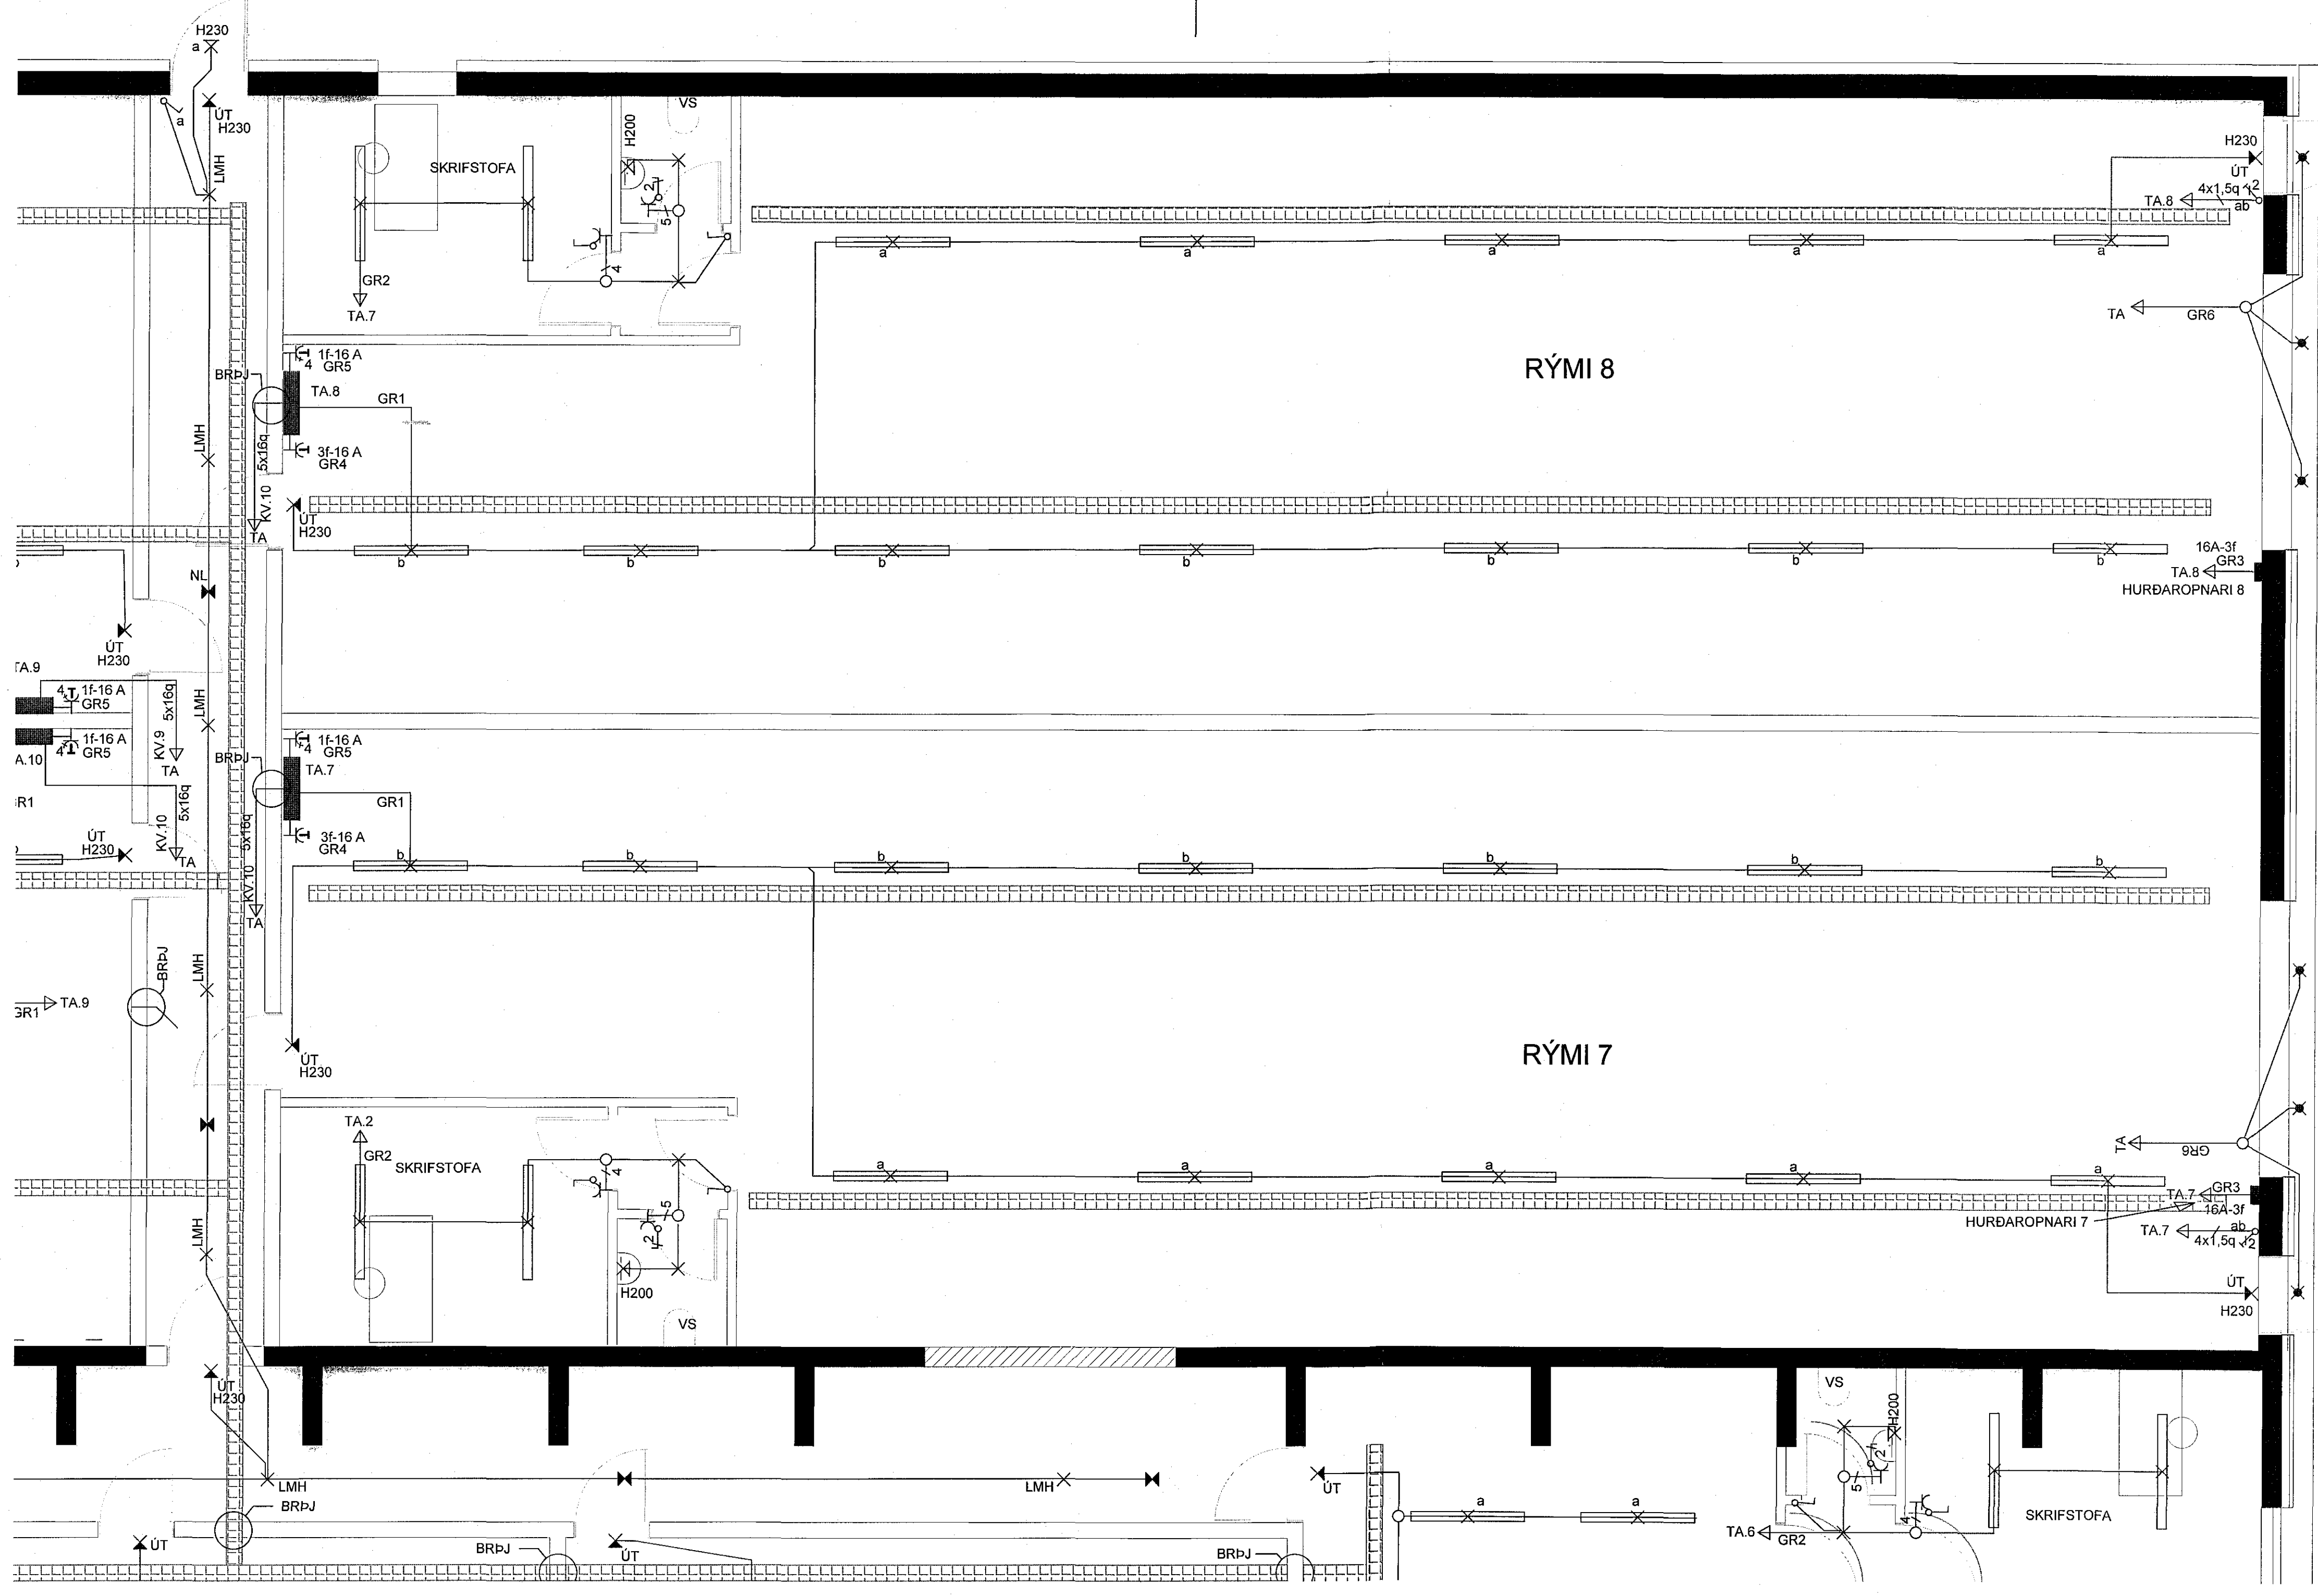 H230
a
ÚT
H230
a
LMH
SKRIFSTOFA
H200
VS
2
5
4
GR2
TA.7
H230
ÚT
4x1,5q
2
TA.8
ab
a
a
a
a
a
TA
GR6
RÝMI 8
1f-16 A
4
GR5
BRÞJ
TA.8
GR1
3f-16 A
GR4
LMH
5x16q
KV.10
TA
ÚT
H230
b
b
b
b
b
b
b
16A-3f
GR3
TA.8
HURÐAROPNARI 8
NL
ÚT
H230
TA.9
4
1f-16 A
GR5
5x16q
LMH
4
1f-16 A
GR5
KV.9
TA
A.10
5x16q
KV.10
TA
ÚT
H230
1f-16 A
4
GR5
BRÞJ
TA.7
GR1
3f-16 A
GR4
5x16q
KV.10
TA
b
b
b
b
b
b
b
BRÞJ
LMH
TA.9
GR1
ÚT
H230
RÝMI 7
TA.2
GR2
SKRIFSTOFA
4
5
2
H200
VS
LMH
a
a
a
a
a
TA
GR6
TA.7
GR3
16A-3f
HURÐAROPNARI 7
TA.7
ab
4x1,5q
2
ÚT
H230
ÚT
H230
LMH
LMH
BRÞJ
ÚT
BRÞJ
ÚT
BRÞJ
ÚT
a
a
VS
H200
2
5
4
TA.6
GR2
SKRIFSTOFA